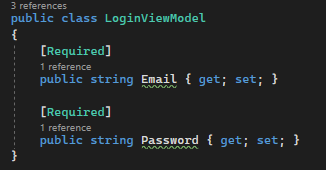 3 references
public class LoginViewModel
{
[Required]
1 reference
public string Email { get; set; }
[Required]
1 reference
public string Password { get; set; }
}